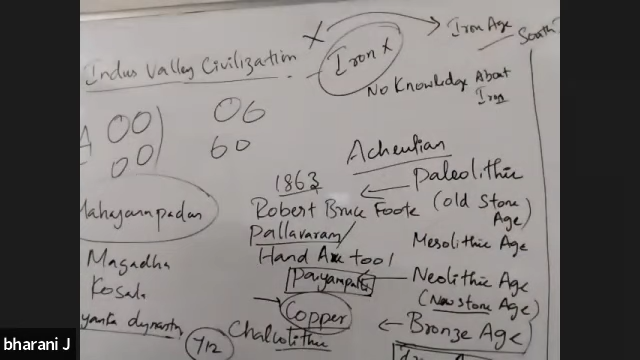 Indus Valley Civilization X
Iron X
Iron Age
South
No Knowledge About
Iron
00
00
06
60
Acheulian
1863
Robert Bruce Foote
Pallavaram
Hand Axe tool
Paleolithic
(Old Stone
Age)
Mesolithic Age
Neolithic Age
(New stone Age)
Copper
Chalcolithic
Bronze Age
Mahajanapadas
Magadha
Kosala
dynasty
bharani J